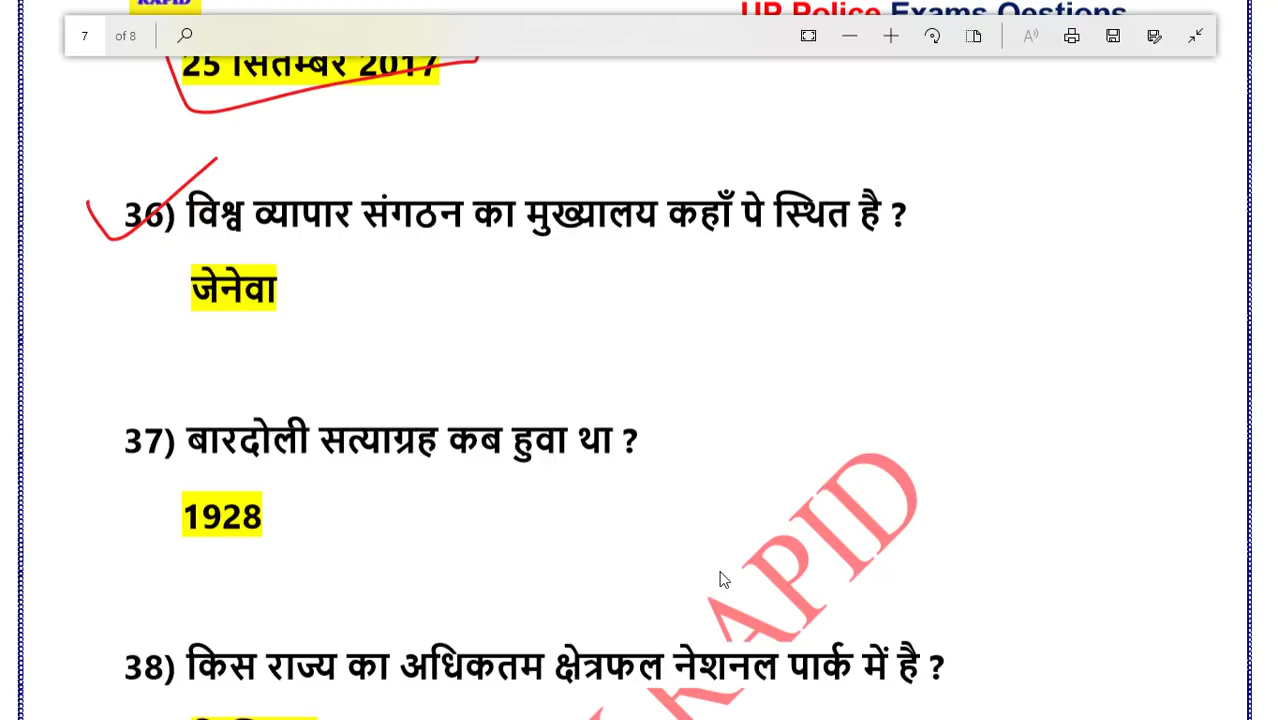 RAPID
UP Police Exams Qestions
7 of 8
25 सितम्बर 2017
36) विश्व व्यापार संगठन का मुख्यालय कहाँ पे स्थित है ?
जेनेवा
37) बारदोली सत्याग्रह कब हुवा था ?
1928
RAPID
38) किस राज्य का अधिकतम क्षेत्रफल नेशनल पार्क में है ?